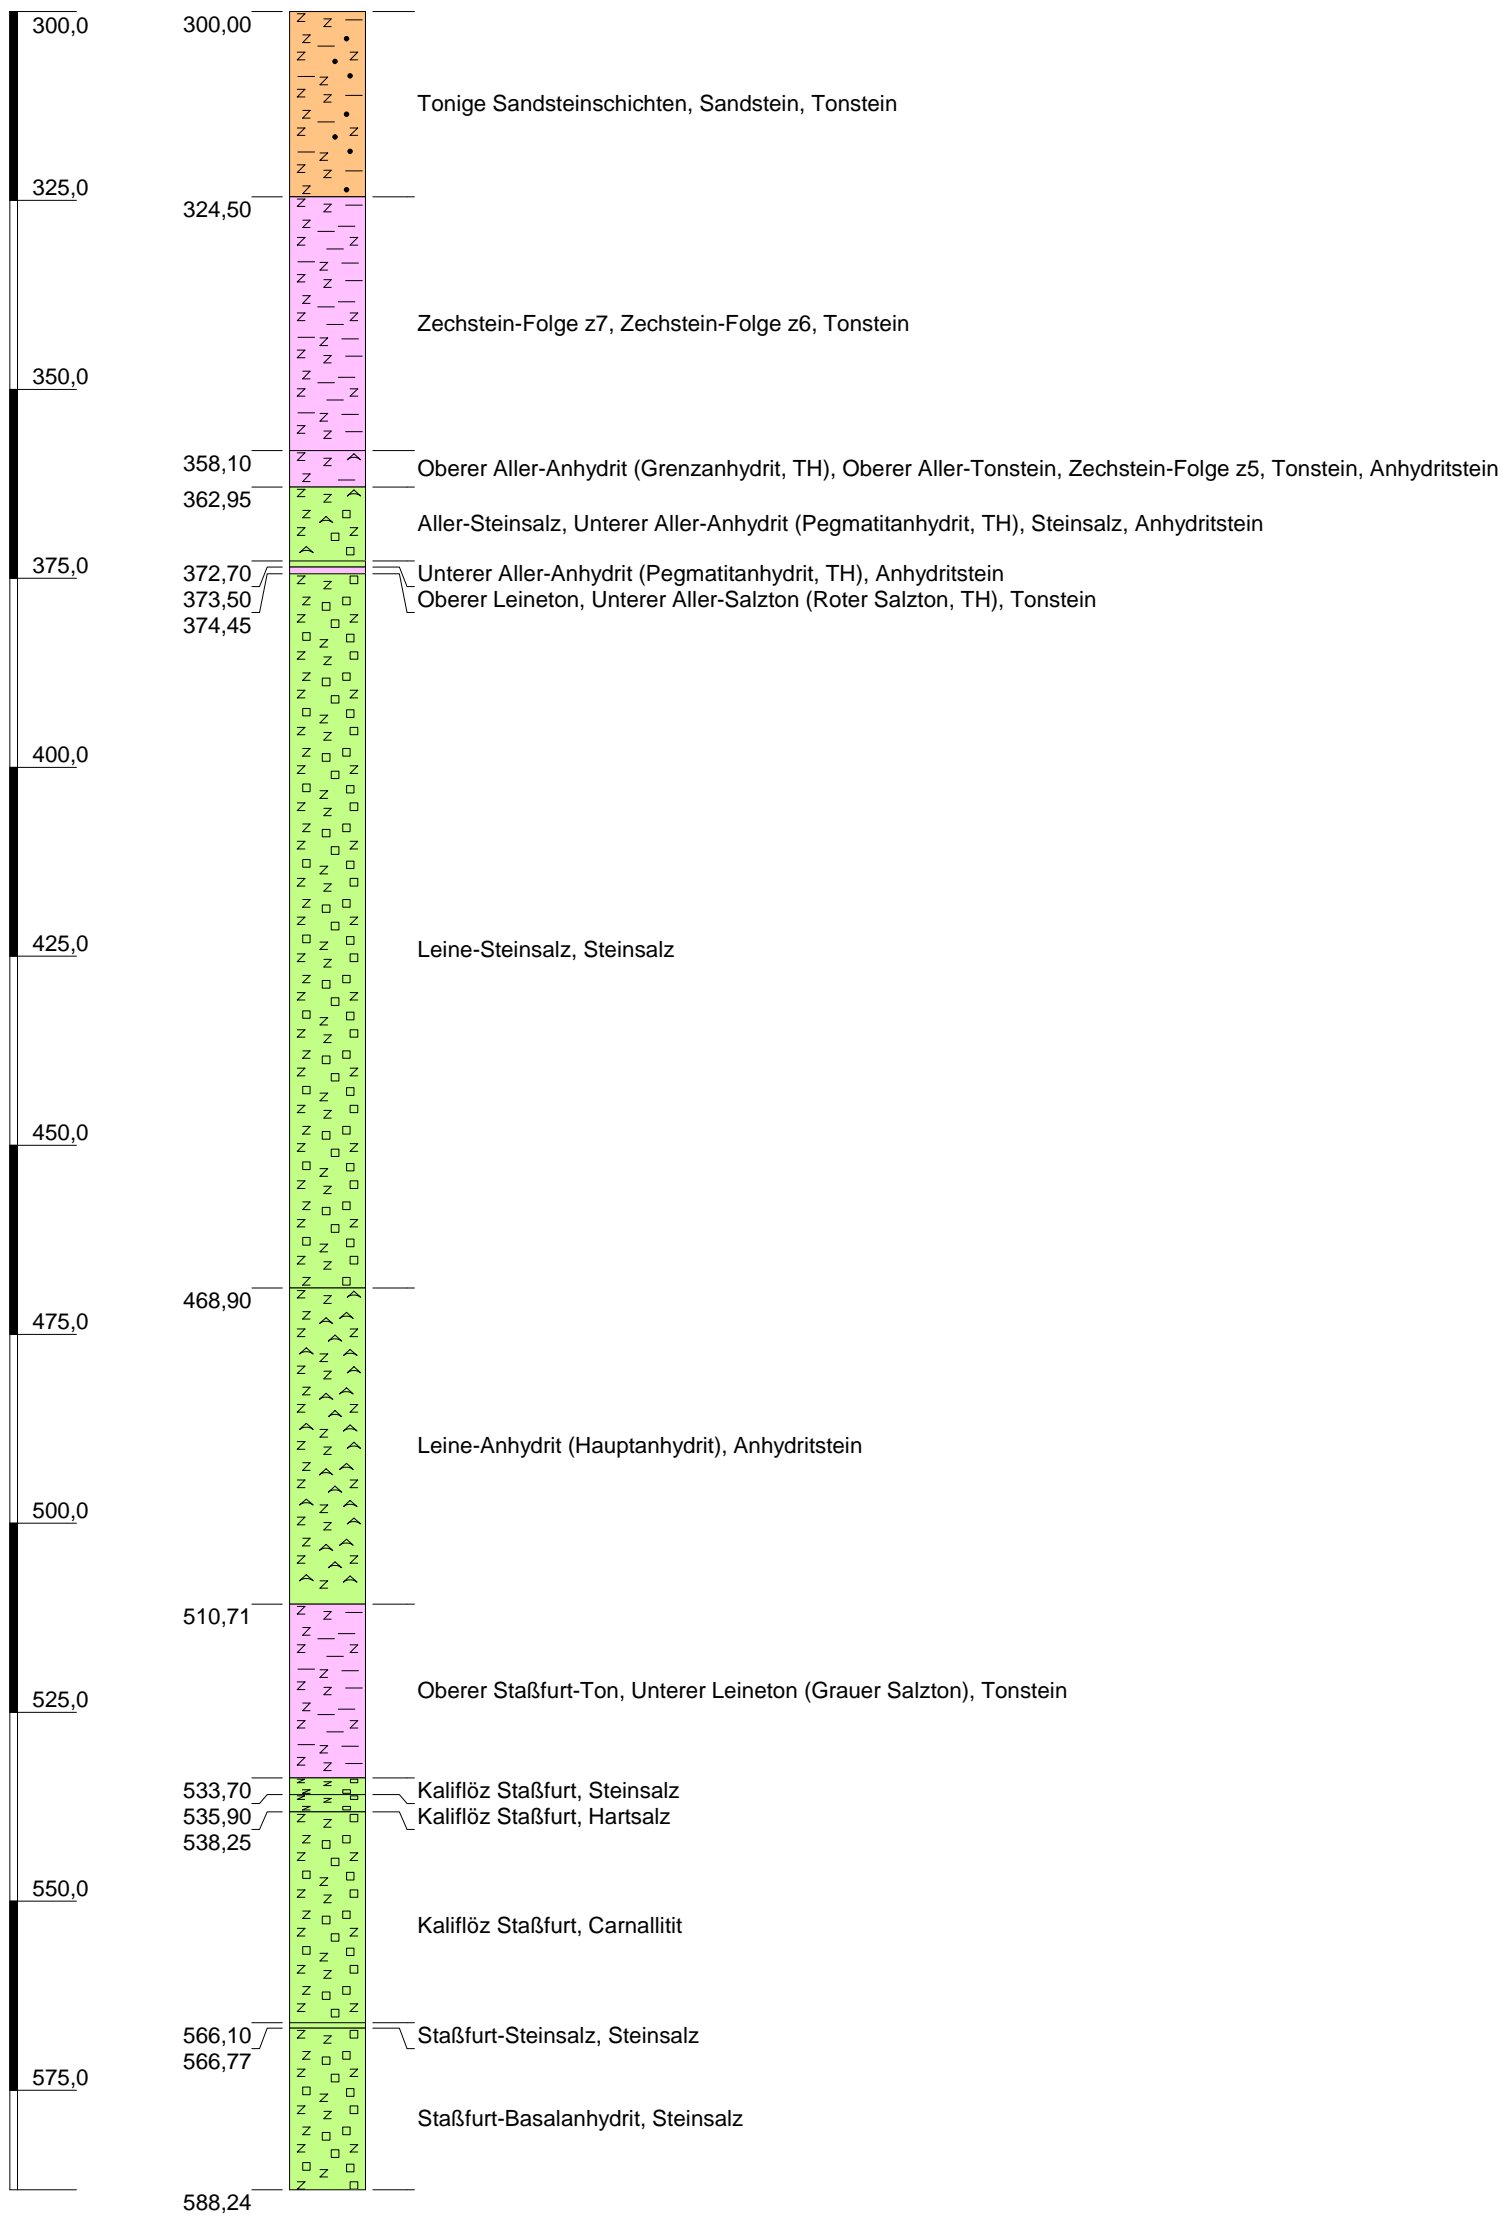 300,0
300,00
Tonige Sandsteinschichten, Sandstein, Tonstein
325,0
324,50
Zechstein-Folge z7, Zechstein-Folge z6, Tonstein
350,0
358,10
Oberer Aller-Anhydrit (Grenzanhydrit, TH), Oberer Aller-Tonstein, Zechstein-Folge z5, Tonstein, Anhydritstein
362,95
Aller-Steinsalz, Unterer Aller-Anhydrit (Pegmatitanhydrit, TH), Steinsalz, Anhydritstein
375,0
372,70
Unterer Aller-Anhydrit (Pegmatitanhydrit, TH), Anhydritstein
373,50
Oberer Leineton, Unterer Aller-Salzton (Roter Salzton, TH), Tonstein
374,45
400,0
425,0
Leine-Steinsalz, Steinsalz
450,0
468,90
475,0
Leine-Anhydrit (Hauptanhydrit), Anhydritstein
500,0
510,71
525,0
Oberer Staßfurt-Ton, Unterer Leineton (Grauer Salzton), Tonstein
533,70
Kaliflöz Staßfurt, Steinsalz
535,90
Kaliflöz Staßfurt, Hartsalz
538,25
550,0
Kaliflöz Staßfurt, Carnallitit
566,10
Staßfurt-Steinsalz, Steinsalz
566,77
575,0
Staßfurt-Basalanhydrit, Steinsalz
588,24